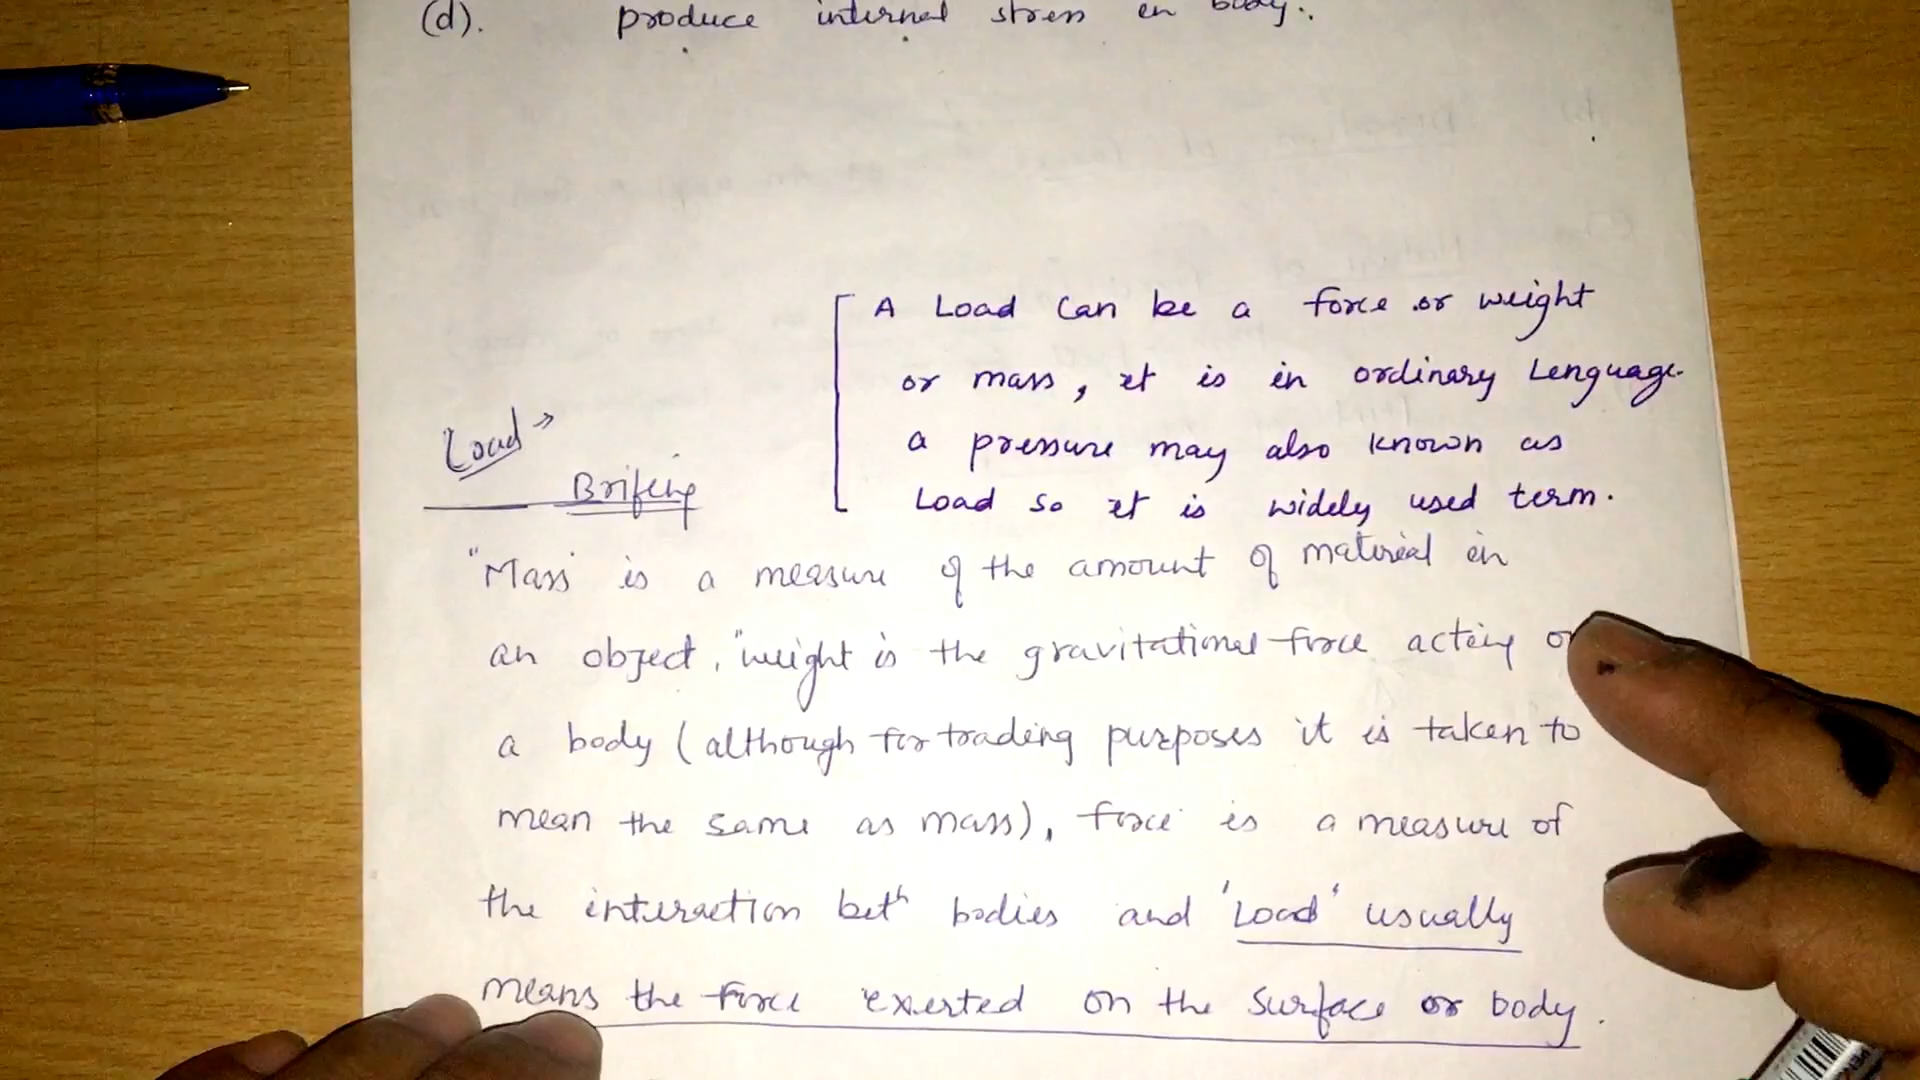 (d). produce internal stress in body.
A Load can be a force or weight
or mass, it is in ordinary Lenguage.
a pressure may also known as
Load so it is widely used term.
Load →
Brifing
"Mass is a measure of the amount of material in
an object, "weight is the gravitational force acting on
a body (although for trading purposes it is taken to
mean the same as mass), force is a measure of
the interaction betn bodies and 'Load' usually
means the force exerted on the surface or body.